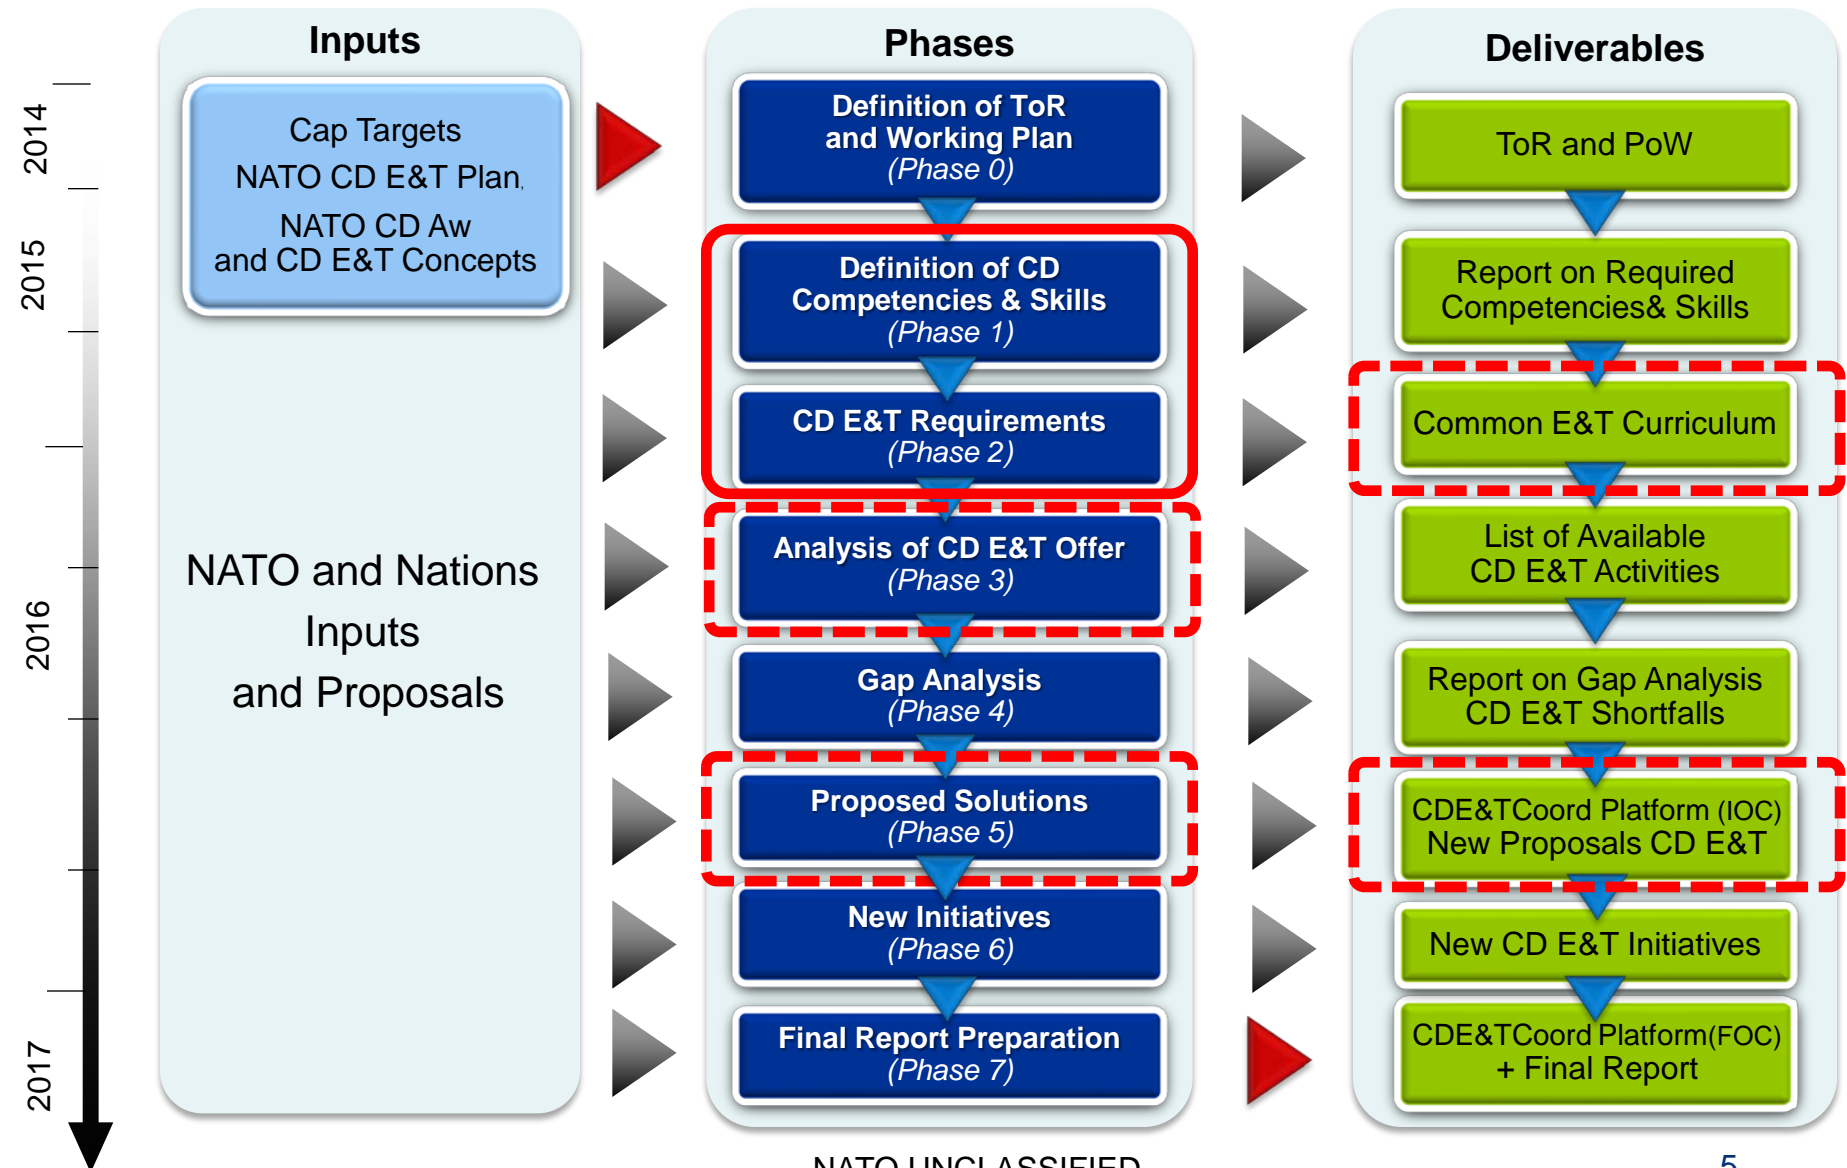 Inputs
Phases
Deliverables
2014
2015
2016
2017
Cap Targets
NATO CD E&T Plan,
NATO CD Aw
and CD E&T Concepts
NATO and Nations
Inputs
and Proposals
Definition of ToR
and Working Plan
(Phase 0)
Definition of CD
Competencies & Skills
(Phase 1)
CD E&T Requirements
(Phase 2)
Analysis of CD E&T Offer
(Phase 3)
Gap Analysis
(Phase 4)
Proposed Solutions
(Phase 5)
New Initiatives
(Phase 6)
Final Report Preparation
(Phase 7)
ToR and PoW
Report on Required
Competencies& Skills
Common E&T Curriculum
List of Available
CD E&T Activities
Report on Gap Analysis
CD E&T Shortfalls
CDE&TCoord Platform (IOC)
New Proposals CD E&T
New CD E&T Initiatives
CDE&TCoord Platform(FOC)
+ Final Report
NATO UNCLASSIFIED
5